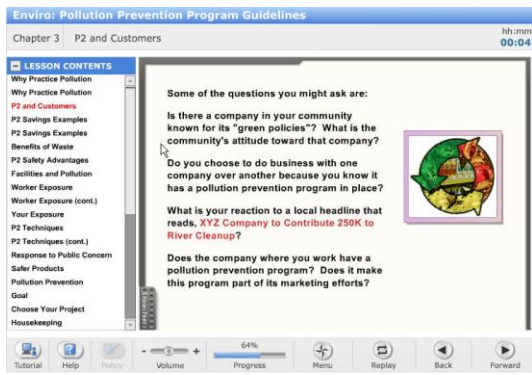 Enviro: Pollution Prevention Program Guidelines
Chapter 3 P2 and Customers
hh:mm
00:04
LESSON CONTENTS
Why Practice Pollution
Why Practice Pollution
P2 and Customers
P2 Savings Examples
P2 Savings Examples
Benefits of Waste
P2 Safety Advantages
Facilities and Pollution
Worker Exposure
Worker Exposure (cont.)
Your Exposure
P2 Techniques
P2 Techniques (cont.)
Response to Public Concern
Safer Products
Pollution Prevention
Goal
Choose Your Project
Housekeeping
Some of the questions you might ask are:
Is there a company in your community
known for its "green policies"? What is the
community's attitude toward that company?
Do you choose to do business with one
company over another because you know it
has a pollution prevention program in place?
What is your reaction to a local headline that
reads, XYZ Company to Contribute 250K to
River Cleanup?
Does the company where you work have a
pollution prevention program? Does it make
this program part of its marketing efforts?
Tutorial
Help
Policy
- +
Volume
64%
Progress
Menu
Replay
Back
Forward